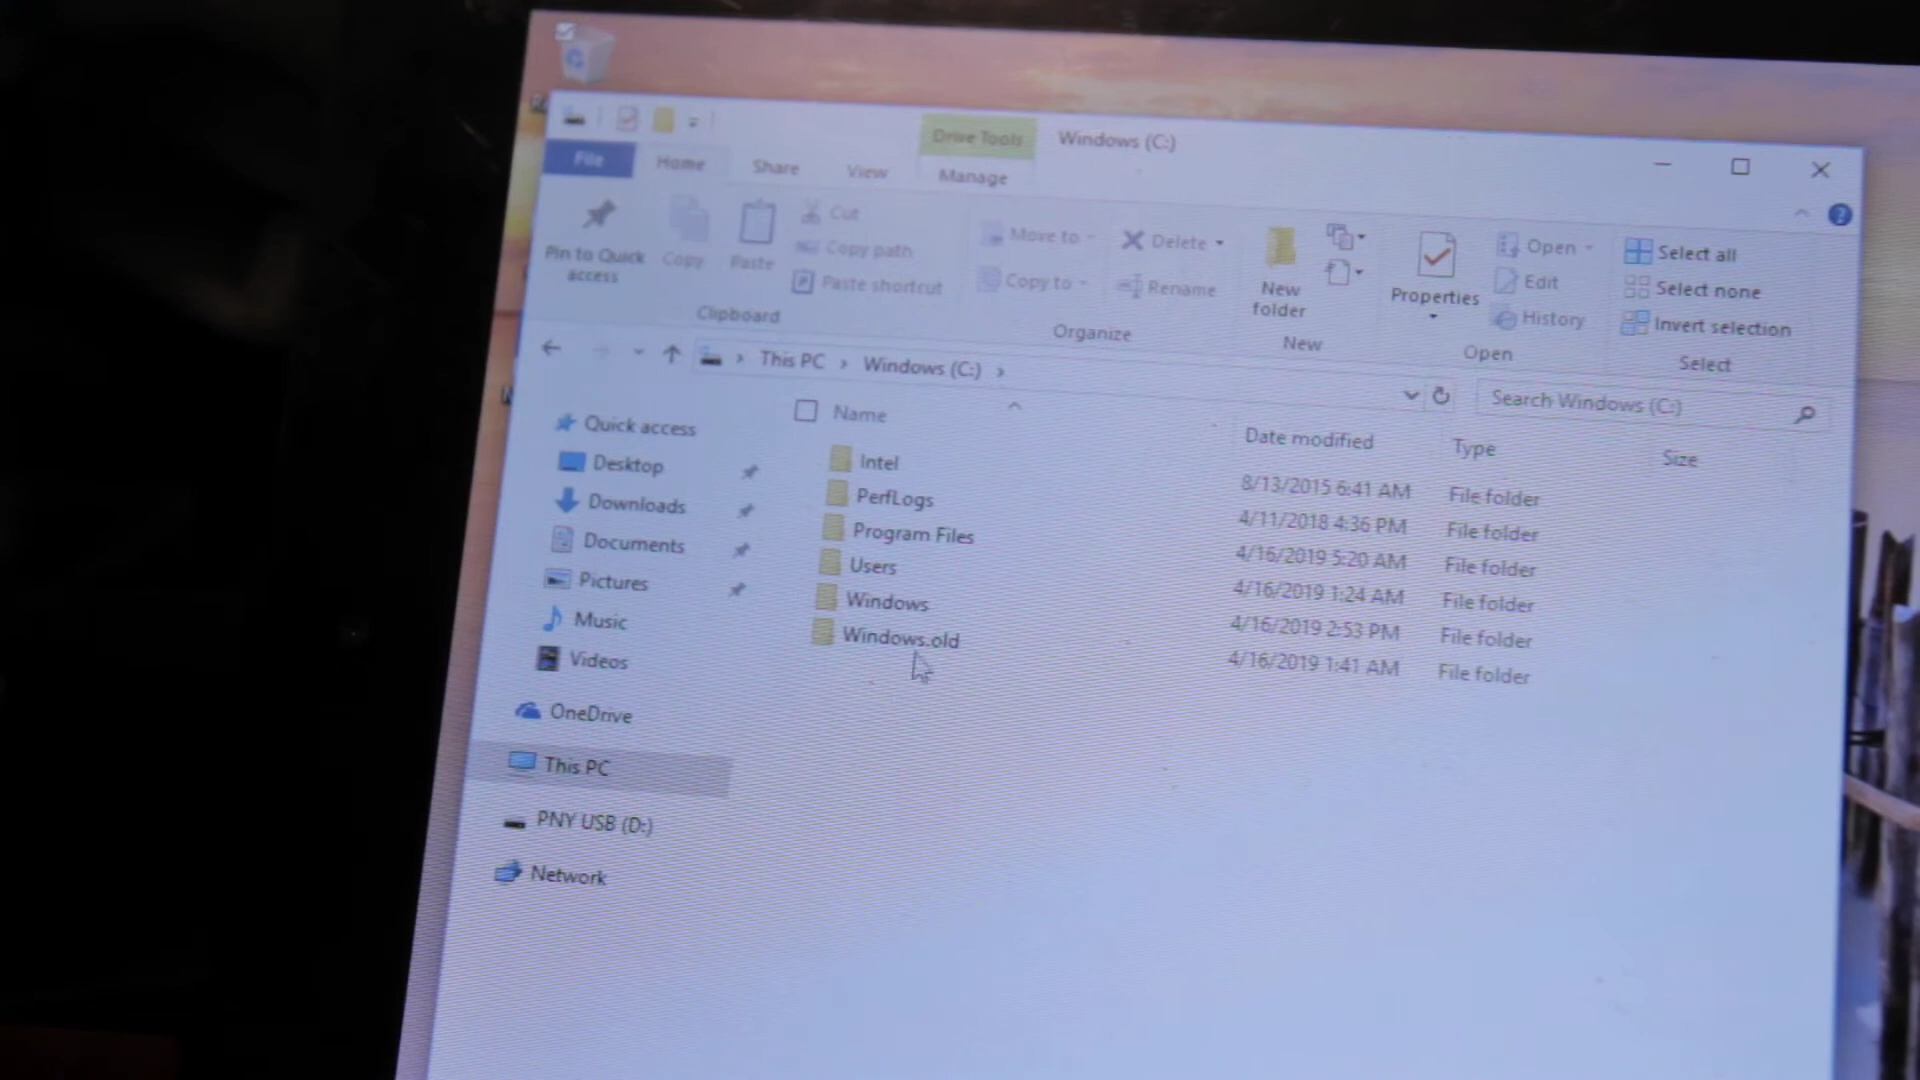 Drive Tools Windows (C:)
File Home Share View Manage
Pin to Quick access
Copy
Paste
Cut
Copy path
Paste shortcut
Clipboard
Move to
Copy to
Delete
Rename
Organize
New folder
New
Properties
Open
Edit
History
Open
Select all
Select none
Invert selection
Select
This PC > Windows (C:) >
Search Windows (C:)
Quick access
Desktop
Downloads
Documents
Pictures
Music
Videos
OneDrive
This PC
PNY USB (D:)
Network
Name Date modified Type Size
Intel 8/13/2015 6:41 AM File folder
PerfLogs 4/11/2018 4:36 PM File folder
Program Files 4/16/2019 5:20 AM File folder
Users 4/16/2019 1:24 AM File folder
Windows 4/16/2019 2:53 PM File folder
Windows.old 4/16/2019 1:41 AM File folder